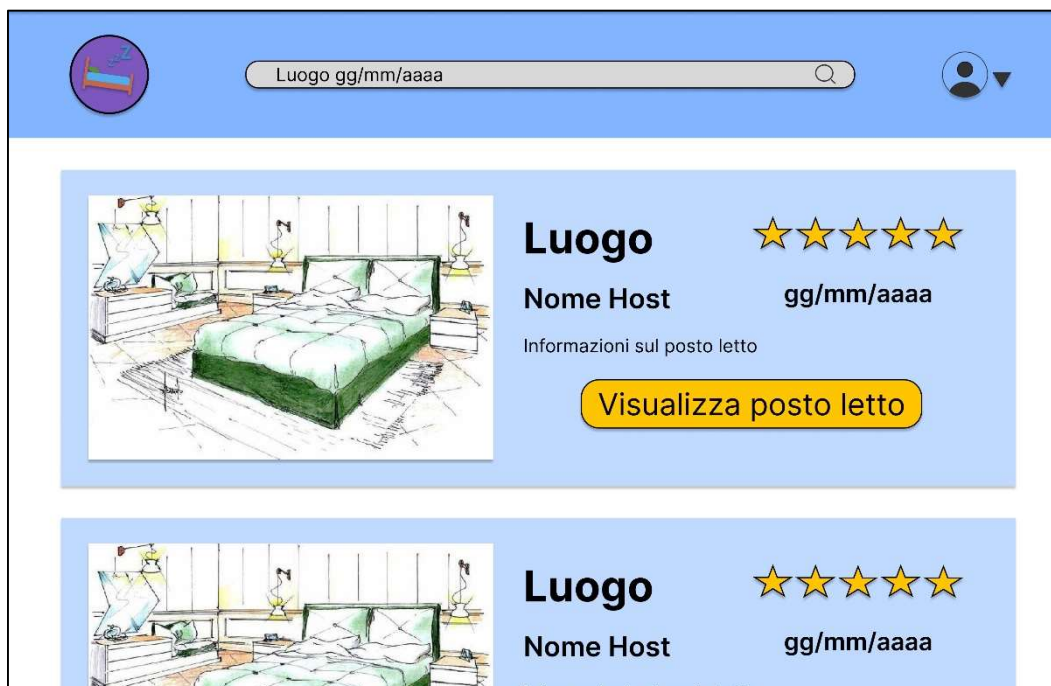 Luogo gg/mm/aaaa
Luogo
Nome Host
gg/mm/aaaa
Informazioni sul posto letto
Visualizza posto letto
Luogo
Nome Host
gg/mm/aaaa